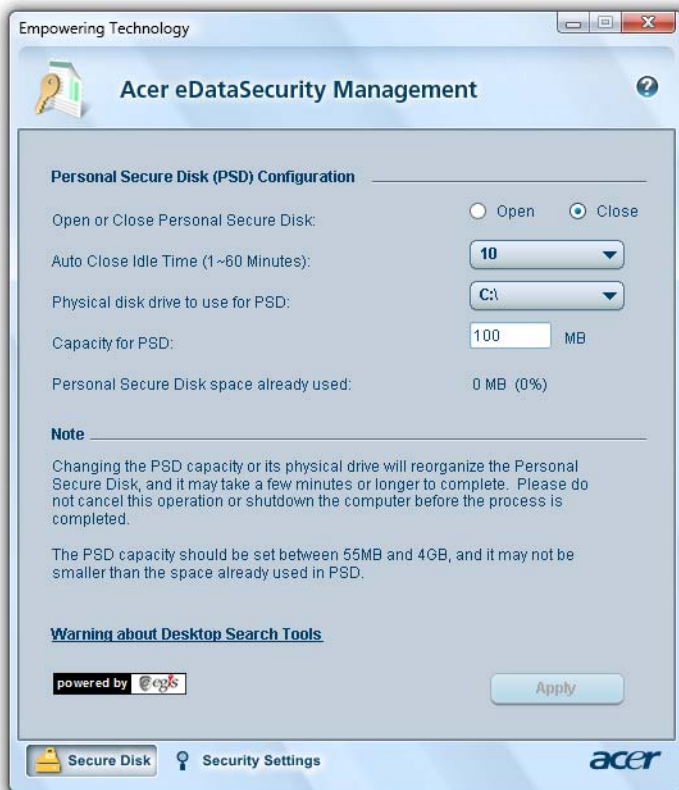 Empowering Technology
Acer eDataSecurity Management
Personal Secure Disk (PSD) Configuration
Open or Close Personal Secure Disk: Open Close
Auto Close Idle Time (1~60 Minutes): 10
Physical disk drive to use for PSD: C:\
Capacity for PSD: 100 MB
Personal Secure Disk space already used: 0 MB (0%)
Note
Changing the PSD capacity or its physical drive will reorganize the Personal
Secure Disk, and it may take a few minutes or longer to complete. Please do
not cancel this operation or shutdown the computer before the process is
completed.
The PSD capacity should be set between 55MB and 4GB, and it may not be
smaller than the space already used in PSD.
Warning about Desktop Search Tools
powered by egis
Apply
Secure Disk Security Settings acer